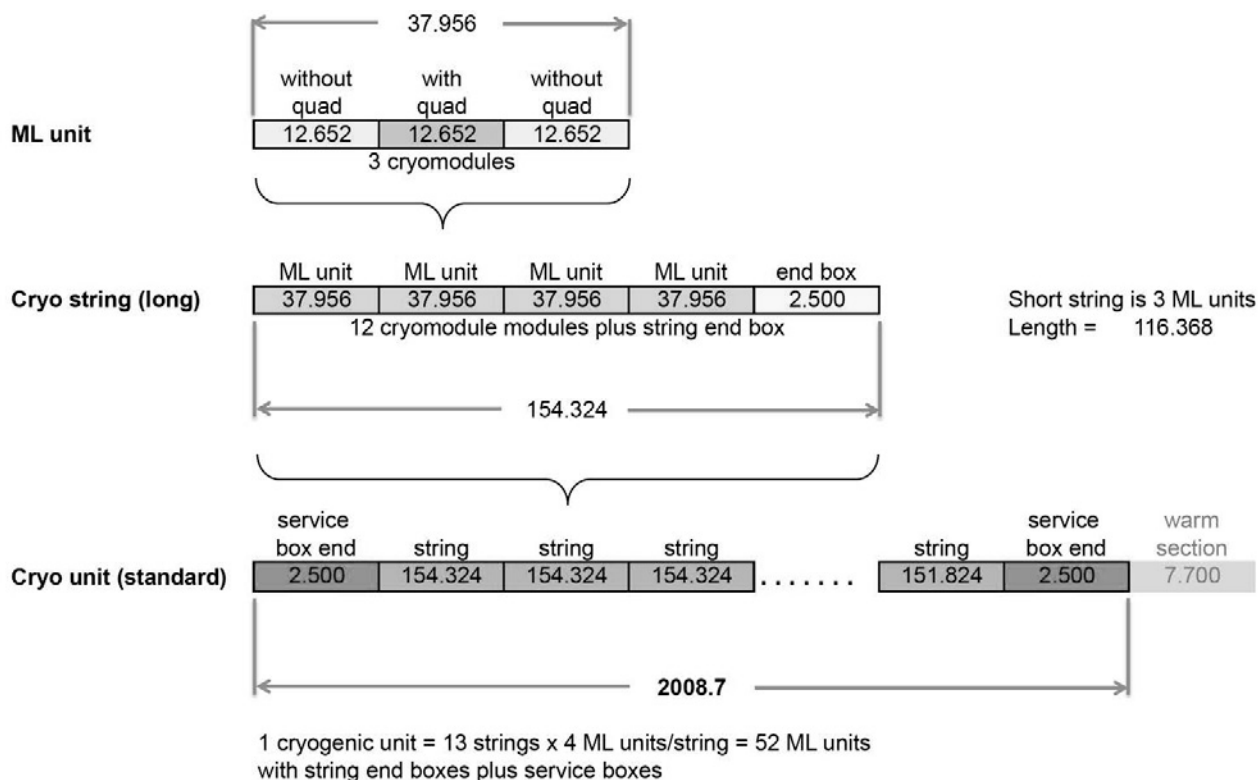 37.956
without with without
quad quad quad
ML unit 12.652 12.652 12.652
3 cryomodules
ML unit ML unit ML unit ML unit end box
Cryo string (long) 37.956 37.956 37.956 37.956 2.500
12 cryomodule modules plus string end box
Short string is 3 ML units
Length = 116.368
154.324
service service warm
box end string string string string box end section
Cryo unit (standard) 2.500 154.324 154.324 154.324 ....... 151.824 2.500 7.700
2008.7
1 cryogenic unit = 13 strings x 4 ML units/string = 52 ML units
with string end boxes plus service boxes